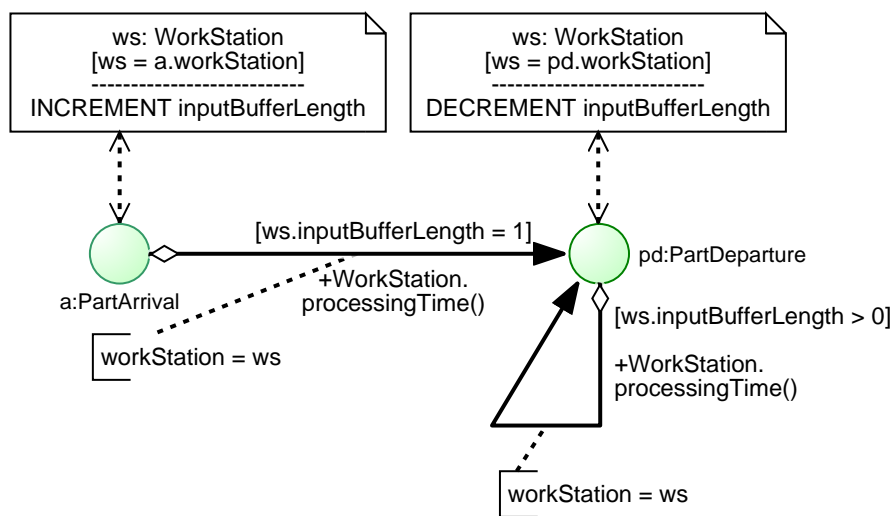 ws: WorkStation
[ws = a.workStation]
---------------------------
INCREMENT inputBufferLength
ws: WorkStation
[ws = pd.workStation]
---------------------------
DECREMENT inputBufferLength
[ws.inputBufferLength = 1]
+WorkStation.
processingTime()
a:PartArrival
pd:PartDeparture
workStation = ws
[ws.inputBufferLength > 0]
+WorkStation.
processingTime()
workStation = ws